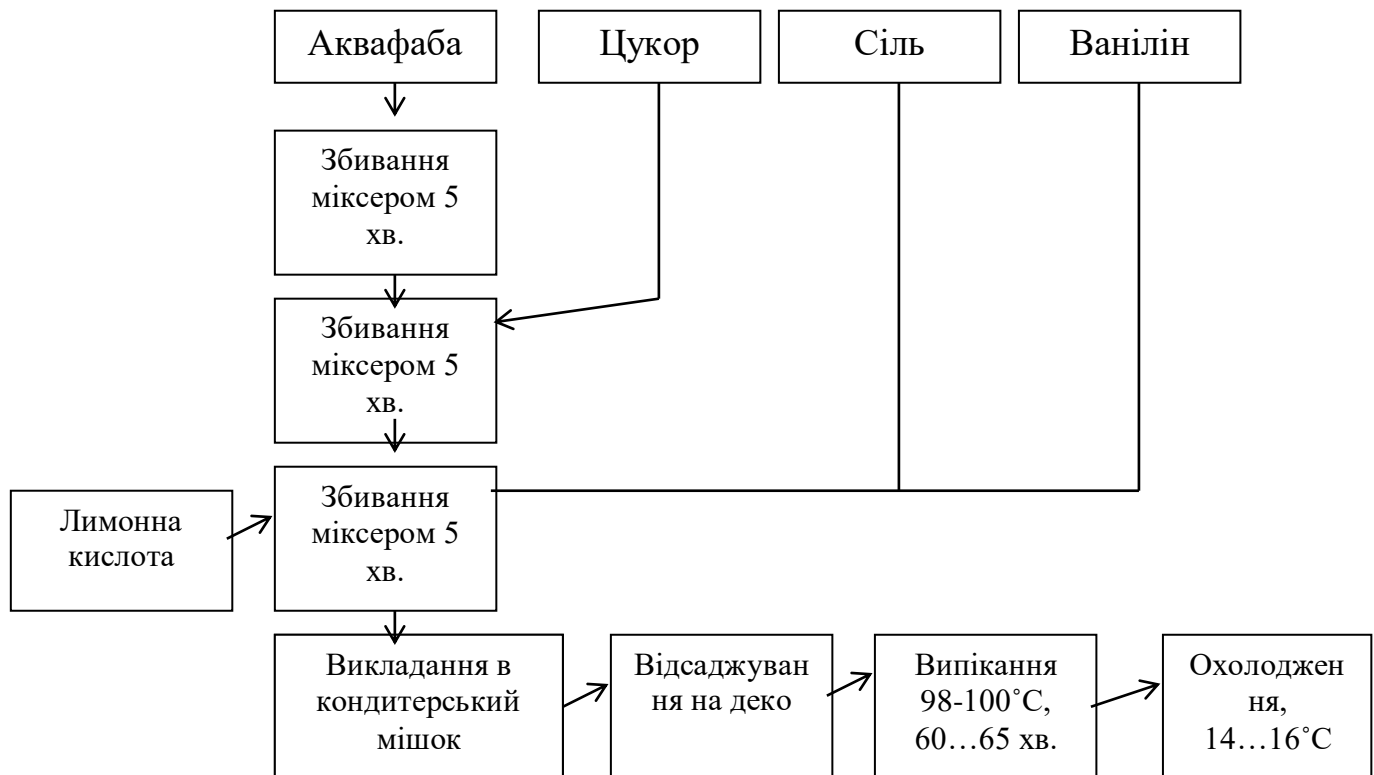 Аквафаба
Цукор
Сіль
Ванілін
Збивання
міксером 5
хв.
Збивання
міксером 5
хв.
Лимонна
кислота
Збивання
міксером 5
хв.
Викладання в
кондитерський
мішок
Відсаджуван
ня на деко
Випікання
98-100˚С,
60…65 хв.
Охолоджен
ня,
14…16˚С